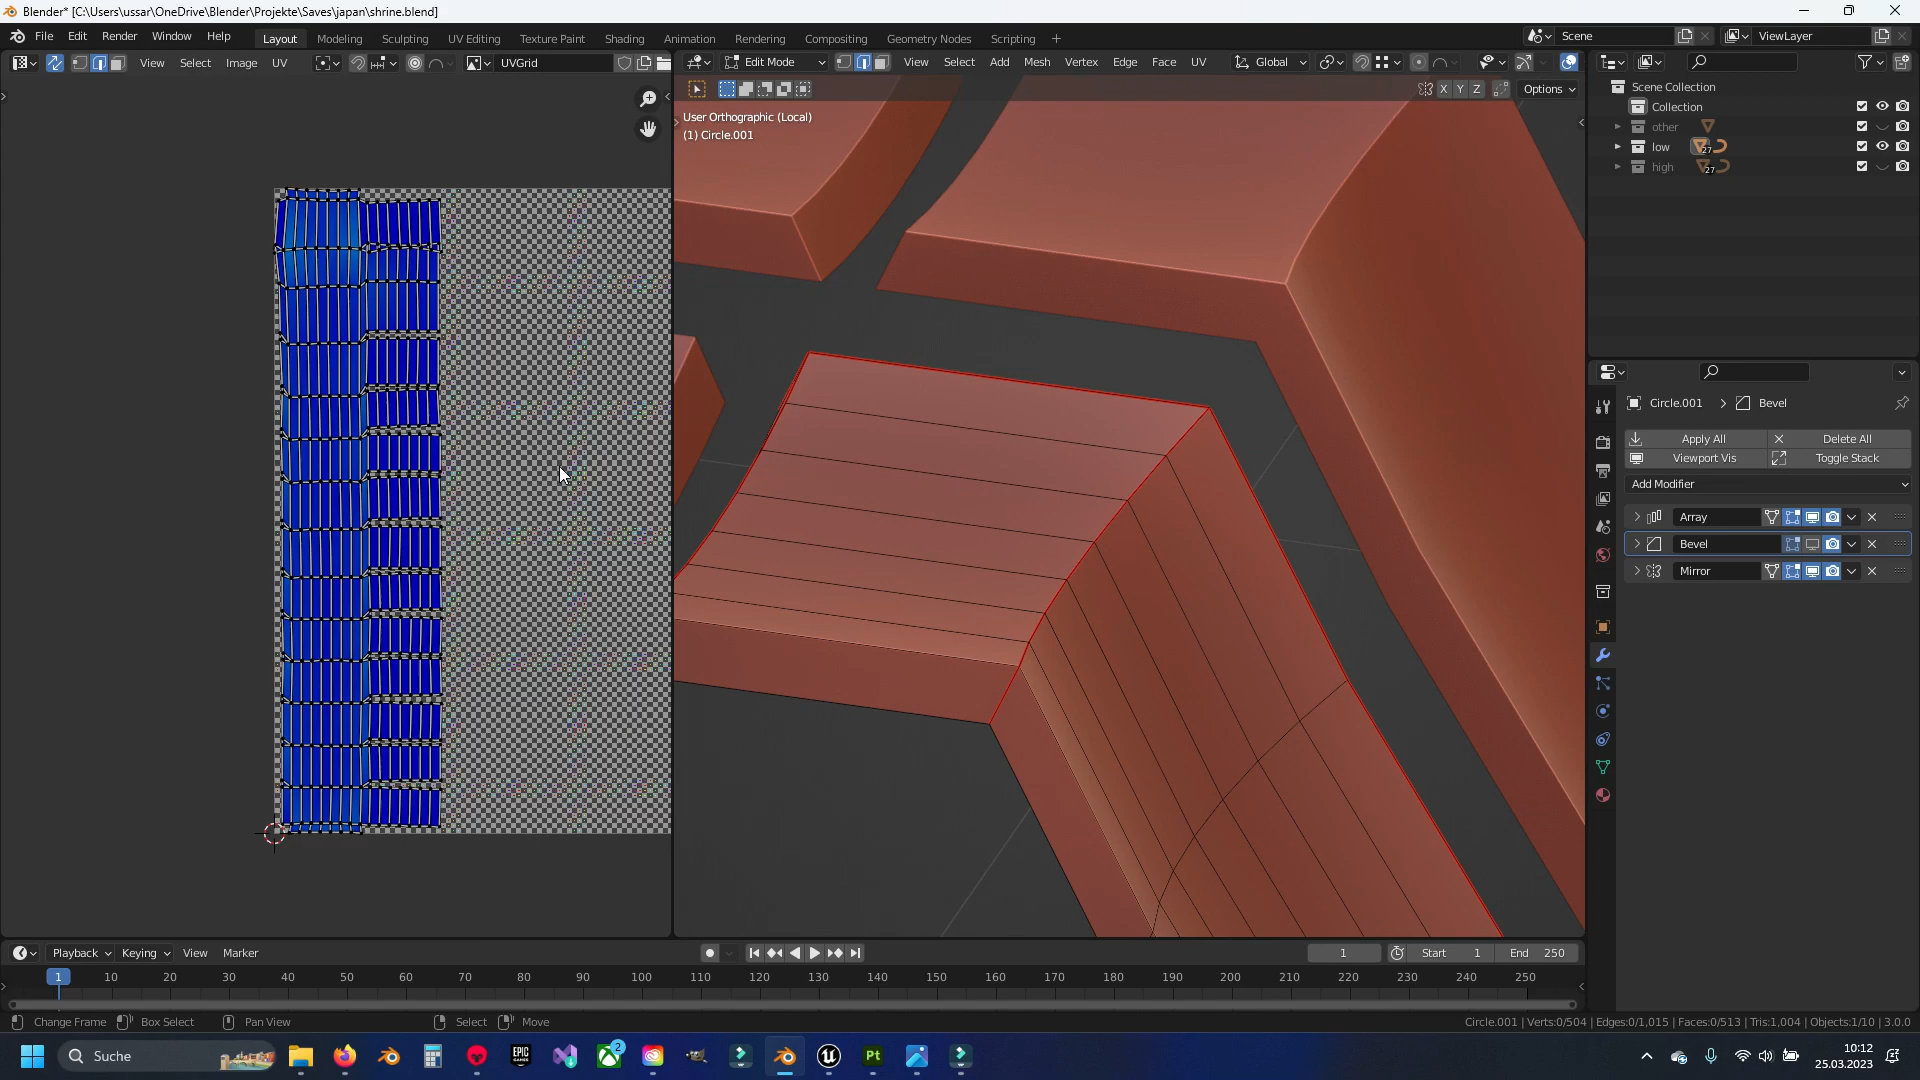 Blender* [C:\Users\ussar\OneDrive\Blender\Projekte\Saves\japan\shrine.blend]
File Edit Render Window Help Layout Modeling Sculpting UV Editing Texture Paint Shading Animation Rendering Compositing Geometry Nodes Scripting + Scene ViewLayer
View Select Image UV UVGrid Edit Mode View Select Add Mesh Vertex Edge Face UV Global
X Y Z Options
User Orthographic (Local)
(1) Circle.001
Scene Collection
Collection
other
low 27
high 27
Circle.001 > Bevel
Apply All Delete All
Viewport Vis Toggle Stack
Add Modifier
Array
Bevel
Mirror
Playback Keying View Marker 1 Start 1 End 250
1 10 20 30 40 50 60 70 80 90 100 110 120 130 140 150 160 170 180 190 200 210 220 230 240 250
Change Frame Box Select Pan View Select Move Circle.001 | Verts:0/504 | Edges:0/1,015 | Faces:0/513 | Tris:1,004 | Objects:1/10 | 3.0.0
Suche EPIC GAMES 2 Pt
10:12
25.03.2023